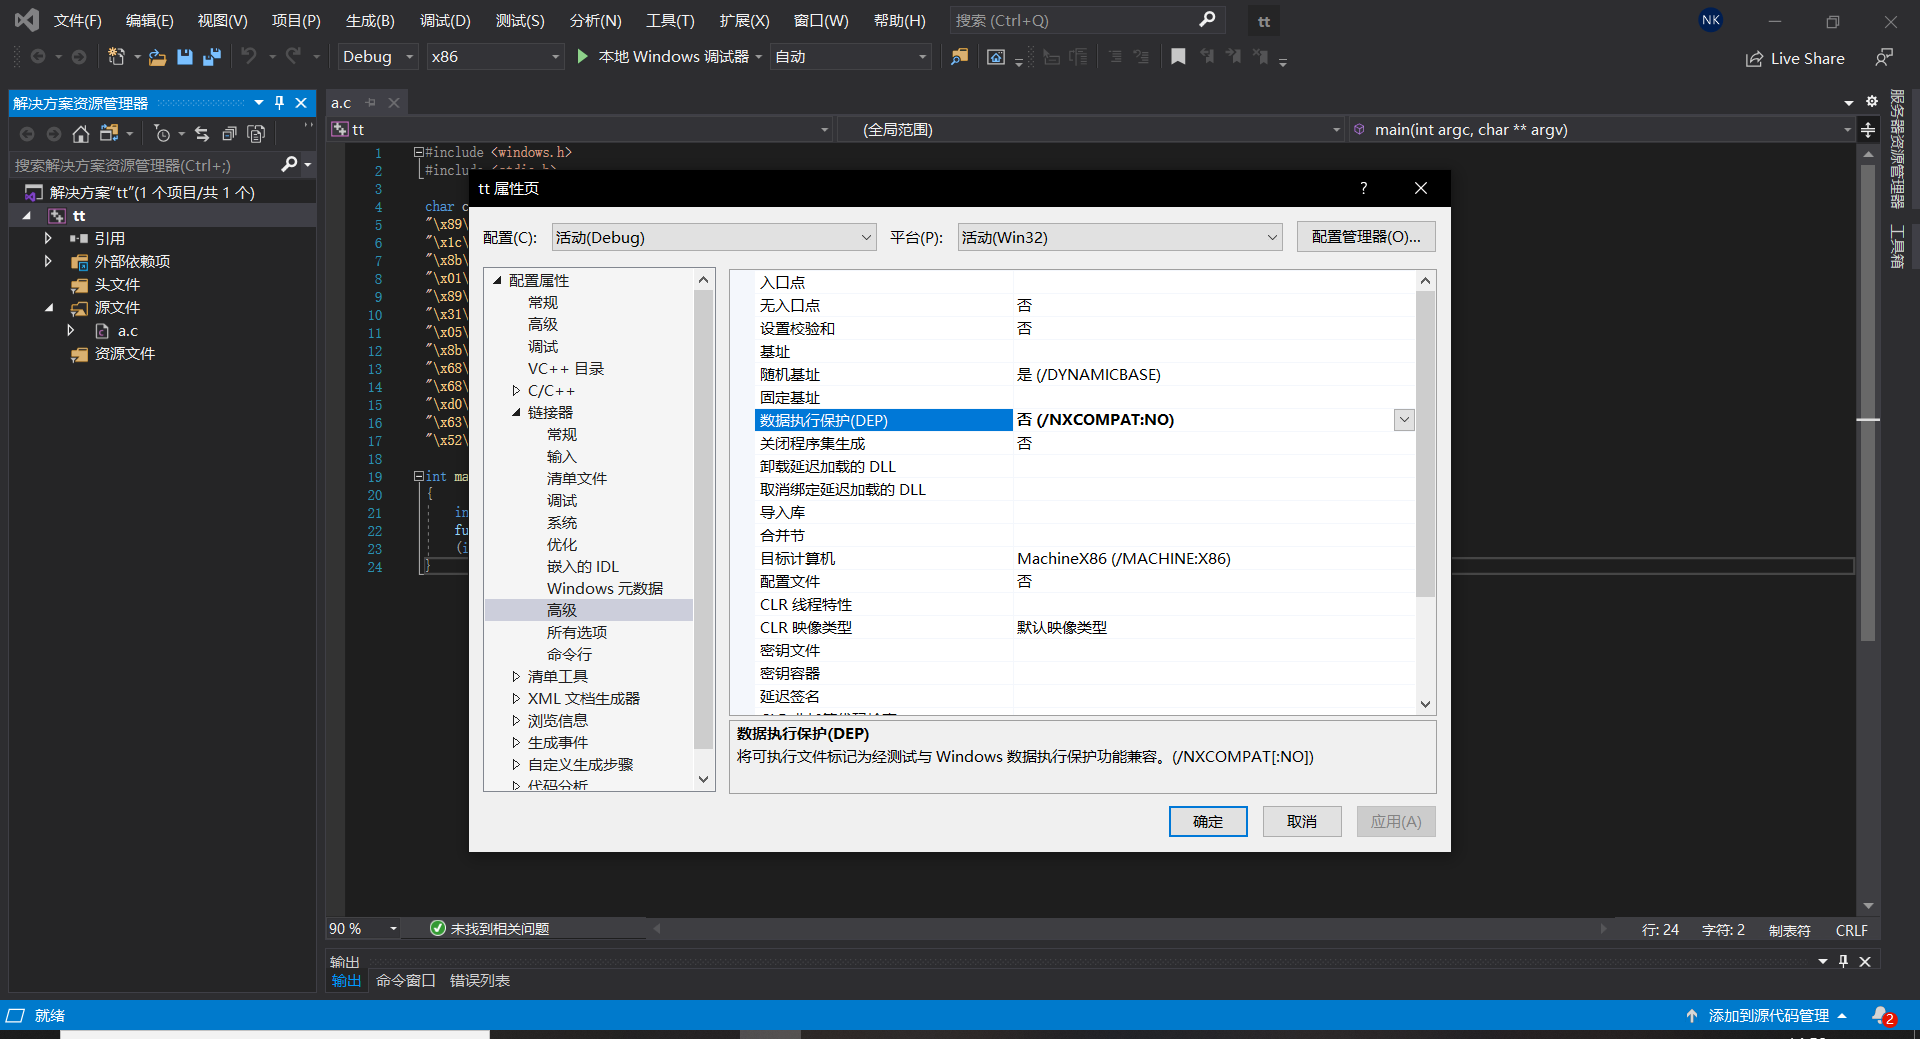 文件(F) 编辑(E) 视图(V) 项目(P) 生成(B) 调试(D) 测试(S) 分析(N) 工具(T) 扩展(X) 窗口(W) 帮助(H) 搜索 (Ctrl+Q) tt NK
Debug x86 本地 Windows 调试器 自动 Live Share
解决方案资源管理器
搜索解决方案资源管理器(Ctrl+;)
解决方案"tt"(1 个项目/共 1 个)
tt
引用
外部依赖项
头文件
源文件
a.c
资源文件
a.c
tt (全局范围) main(int argc, char ** argv)
1 #include <windows.h>
2 #include <stdio.h>
3
4 char c
5 "\x89\
6 "\x1c\
7 "\x8b\
8 "\x01\
9 "\x89\
10 "\x31\
11 "\x05\
12 "\x8b\
13 "\x68\
14 "\x68\
15 "\xd0\
16 "\x63\
17 "\x52\
18
19 int ma
20 {
21 in
22 fu
23 (i
24 }
tt 属性页 ?
配置(C): 活动(Debug) 平台(P): 活动(Win32) 配置管理器(O)...
配置属性
常规
高级
调试
VC++ 目录
C/C++
链接器
常规
输入
清单文件
调试
系统
优化
嵌入的 IDL
Windows 元数据
高级
所有选项
命令行
清单工具
XML 文档生成器
浏览信息
生成事件
自定义生成步骤
代码分析
入口点
无入口点 否
设置校验和 否
基址
随机基址 是 (/DYNAMICBASE)
固定基址
数据执行保护(DEP) 否 (/NXCOMPAT:NO)
关闭程序集生成 否
卸载延迟加载的 DLL
取消绑定延迟加载的 DLL
导入库
合并节
目标计算机 MachineX86 (/MACHINE:X86)
配置文件 否
CLR 线程特性
CLR 映像类型 默认映像类型
密钥文件
密钥容器
延迟签名
数据执行保护(DEP)
将可执行文件标记为经测试与 Windows 数据执行保护功能兼容。(/NXCOMPAT[:NO])
确定 取消 应用(A)
服务器资源管理器
工具箱
90 % 未找到相关问题 行: 24 字符: 2 制表符 CRLF
输出
输出 命令窗口 错误列表
就绪 添加到源代码管理 2